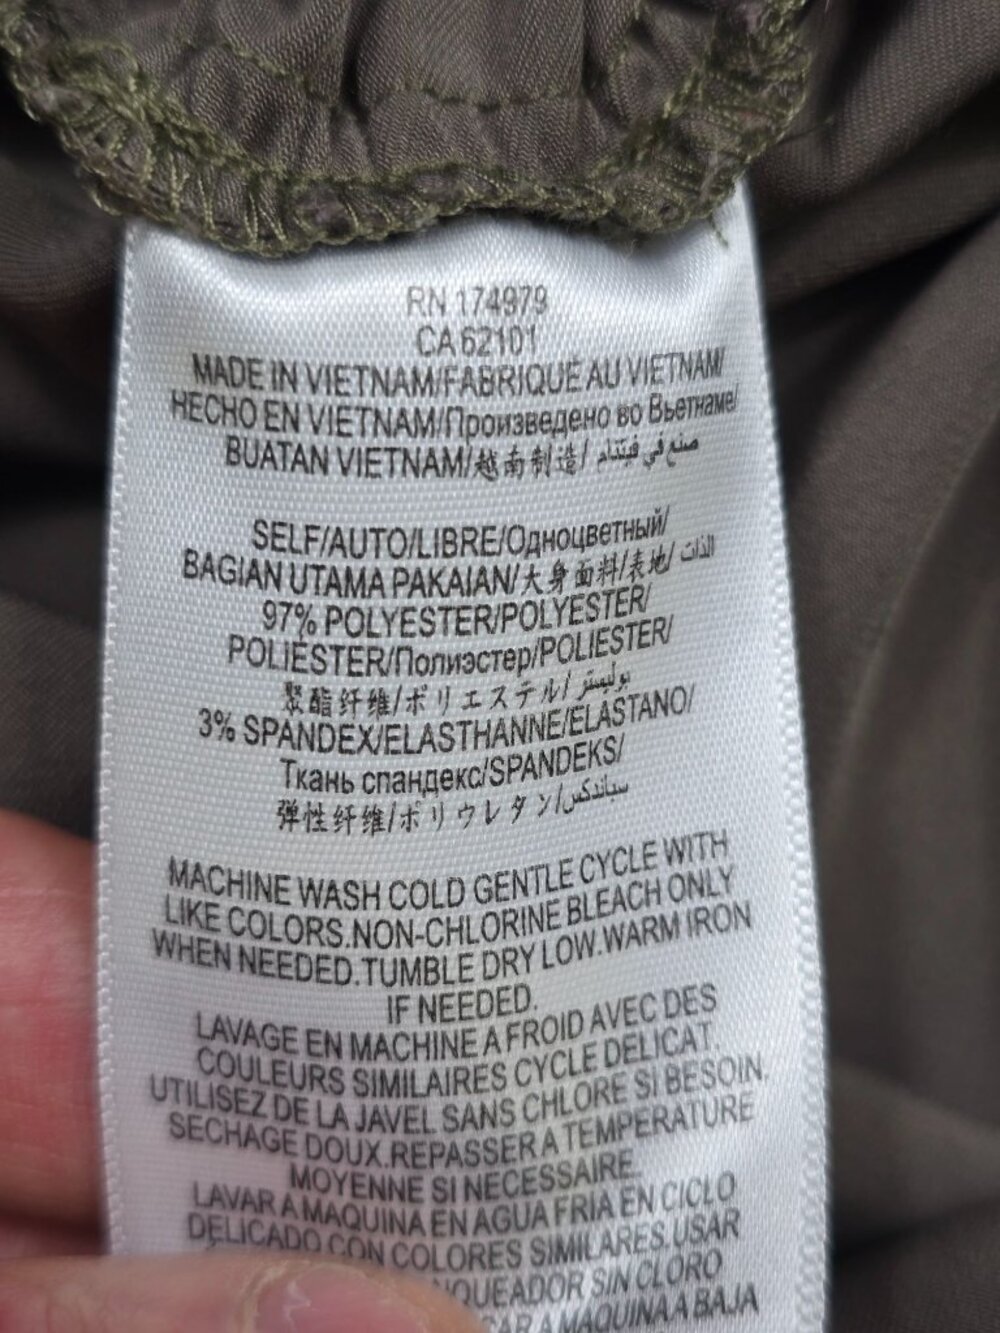 RN 174979
CA 62101
MADE IN VIETNAM/FABRIQUÉ AU VIETNAM/
HECHO EN VIETNAM/Произведено во Вьетнаме/
BUATAN VIETNAM/越南制造/ صنع في فيتنام
SELF/AUTO/LIBRE/Одноцветный/
BAGIAN UTAMA PAKAIAN/大身面料/表地/ الذات
97% POLYESTER/POLYESTER/
POLIÉSTER/Полиэстер/POLIESTER/
聚酯纤维/ポリエステル/ بوليستر
3% SPANDEX/ELASTHANNE/ELASTANO/
Ткань спандекс/SPANDEKS/
弹性纤维/ポリウレタン/سباندكس
MACHINE WASH COLD GENTLE CYCLE WITH
LIKE COLORS.NON-CHLORINE BLEACH ONLY
WHEN NEEDED.TUMBLE DRY LOW.WARM IRON
IF NEEDED.
LAVAGE EN MACHINE A FROID AVEC DES
COULEURS SIMILAIRES CYCLE DELICAT.
UTILISEZ DE LA JAVEL SANS CHLORE SI BESOIN.
SECHAGE DOUX.REPASSER A TEMPERATURE
MOYENNE SI NECESSAIRE.
LAVAR A MAQUINA EN AGUA FRIA EN CICLO
DELICADO CON COLORES SIMILARES.USAR
SIN CLORO
A MAQUINA A BAJA